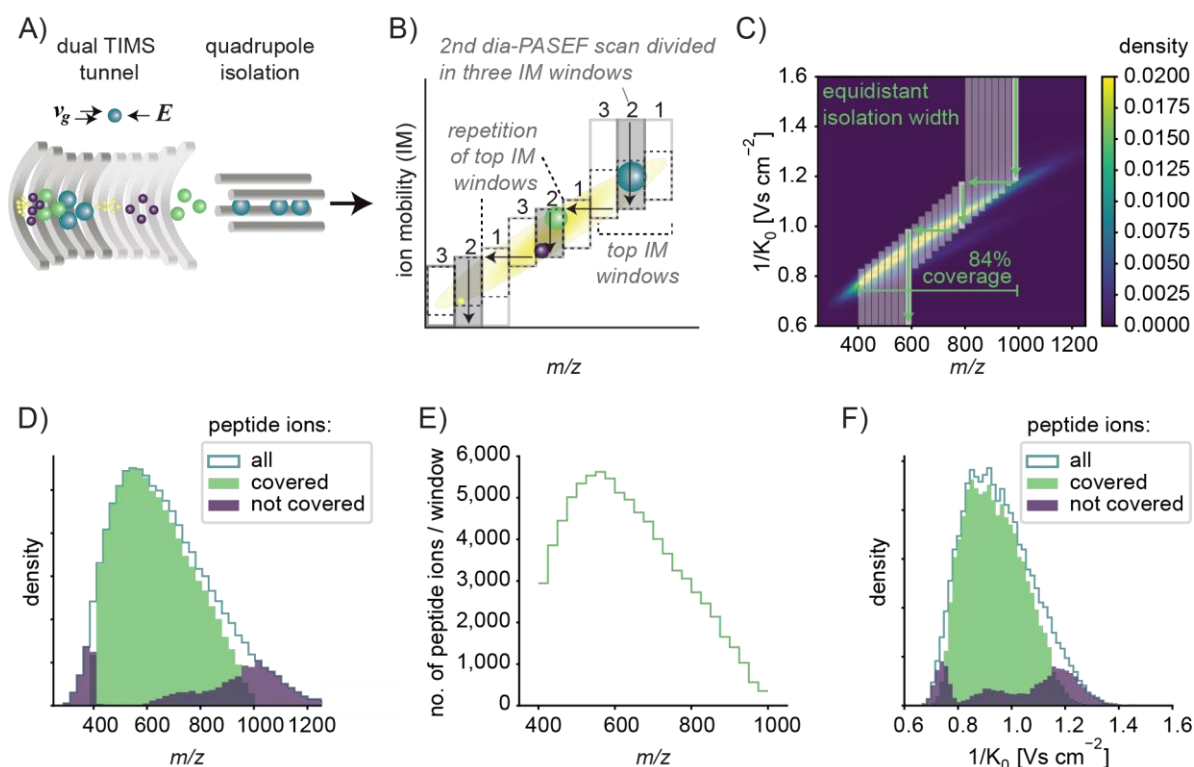 A)
dual TIMS
tunnel
quadrupole
isolation
v_g
E
B)
2nd dia-PASEF scan divided
in three IM windows
3 2 1
repetition
of top IM
windows
3 2 1
3 2 1
top IM
windows
ion mobility (IM)
m/z
C)
density
equidistant
isolation width
84%
coverage
1.6
1.4
1.2
1.0
0.8
0.6
1/K₀ [Vs cm⁻²]
400 600 800 1000 1200
m/z
0.0200
0.0175
0.0150
0.0125
0.0100
0.0075
0.0050
0.0025
0.0000
D)
peptide ions:
all
covered
not covered
density
400 600 800 1000 1200
m/z
E)
no. of peptide ions / window
6,000
5,000
4,000
3,000
2,000
1,000
0
400 600 800 1000
m/z
F)
peptide ions:
all
covered
not covered
density
0.6 0.8 1.0 1.2 1.4 1.6
1/K₀ [Vs cm⁻²]